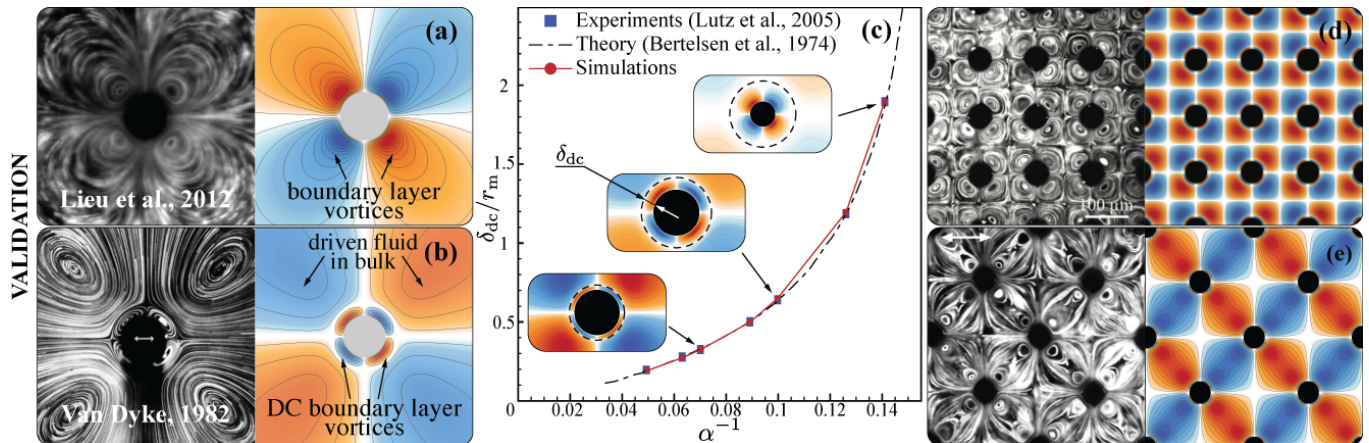 VALIDATION
(a)
Lieu et al., 2012
boundary layer
vortices
(b)
Van Dyke, 1982
driven fluid
in bulk
DC boundary layer
vortices
(c)
Experiments (Lutz et al., 2005)
Theory (Bertelsen et al., 1974)
Simulations
δdc
δdc/rm
2
1.5
1
0.5
0
0.02
0.04
0.06
0.08
0.1
0.12
0.14
α⁻¹
(d)
100 μm
(e)